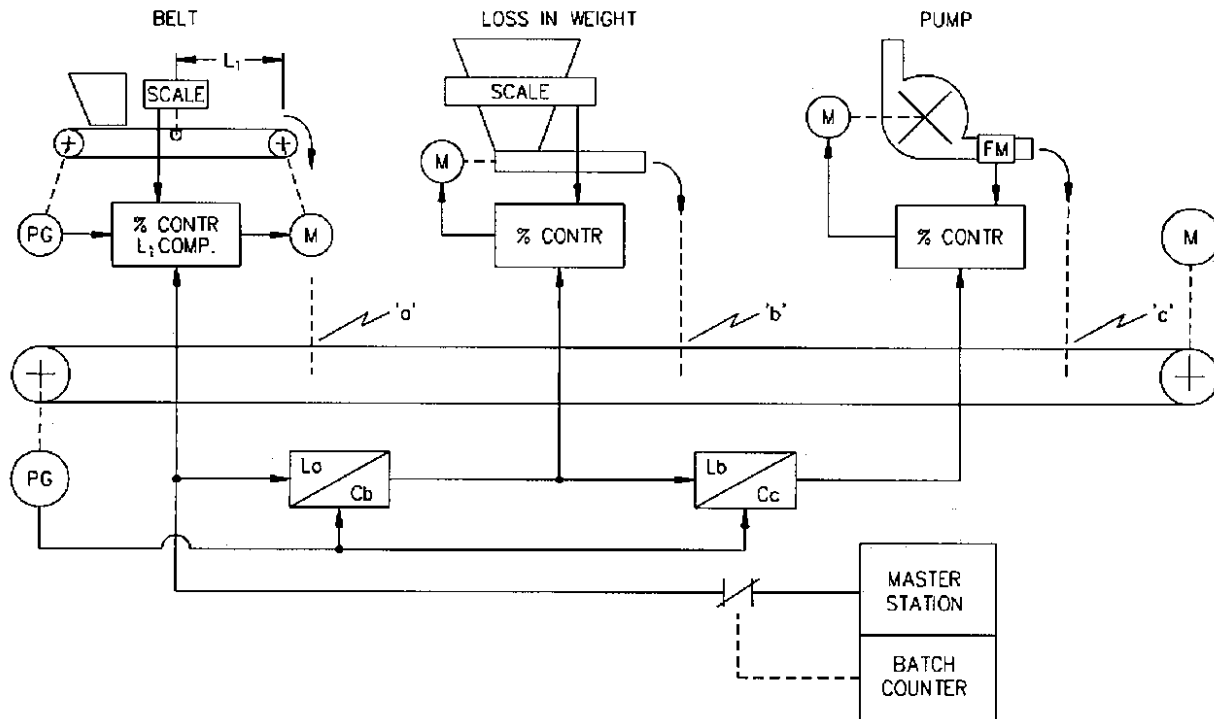 BELT
LOSS IN WEIGHT
PUMP
L₁
SCALE
SCALE
M
M
FM
PG
% CONTR
L₁ COMP.
M
% CONTR
% CONTR
M
'a'
'b'
'c'
PG
La
Cb
Lb
Cc
MASTER
STATION
BATCH
COUNTER